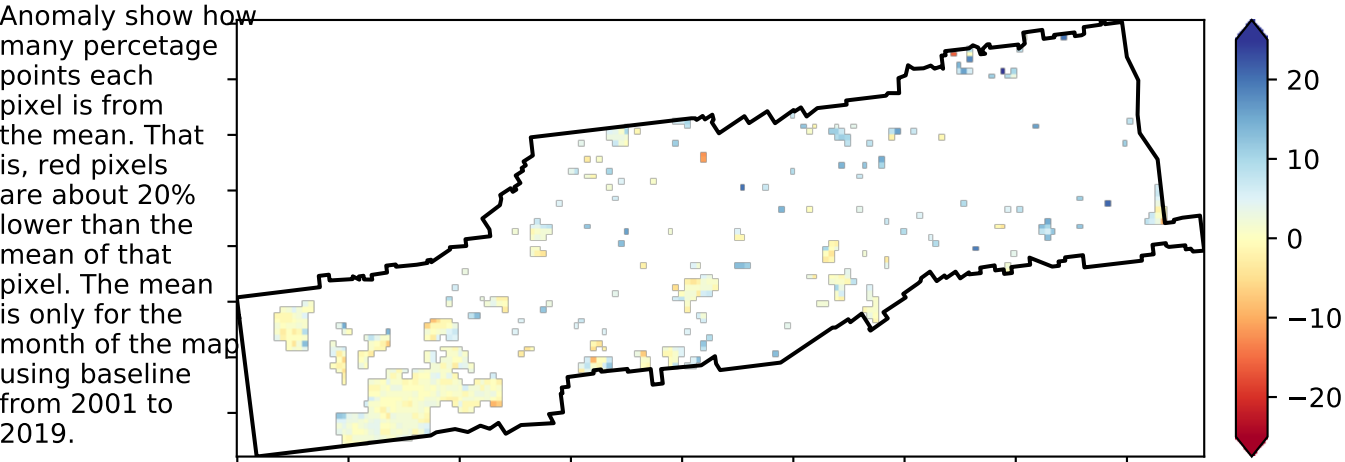 Anomaly show how
many percetage
points each
pixel is from
the mean. That
is, red pixels
are about 20%
lower than the
mean of that
pixel. The mean
is only for the
month of the map
using baseline
from 2001 to
2019.
20
10
0
−10
−20